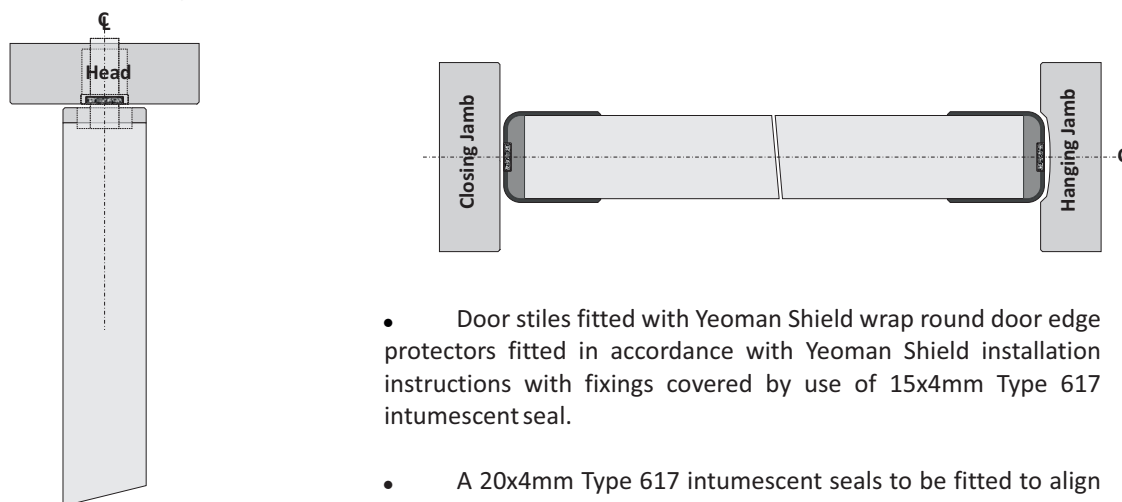 ℄
Head
Closing Jamb
Hanging Jamb
• Door stiles fitted with Yeoman Shield wrap round door edge
protectors fitted in accordance with Yeoman Shield installation
instructions with fixings covered by use of 15x4mm Type 617
intumescent seal.
• A 20x4mm Type 617 intumescent seals to be fitted to align